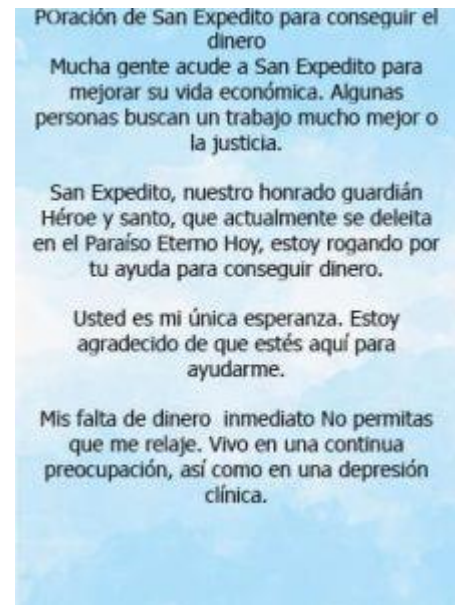 POración de San Expedito para conseguir el
dinero
Mucha gente acude a San Expedito para
mejorar su vida económica. Algunas
personas buscan un trabajo mucho mejor o
la justicia.
San Expedito, nuestro honrado guardián
Héroe y santo, que actualmente se deleita
en el Paraíso Eterno Hoy, estoy rogando por
tu ayuda para conseguir dinero.
Usted es mi única esperanza. Estoy
agradecido de que estés aquí para
ayudarme.
Mis falta de dinero  inmediato No permitas
que me relaje. Vivo en una continua
preocupación, así como en una depresión
clínica.